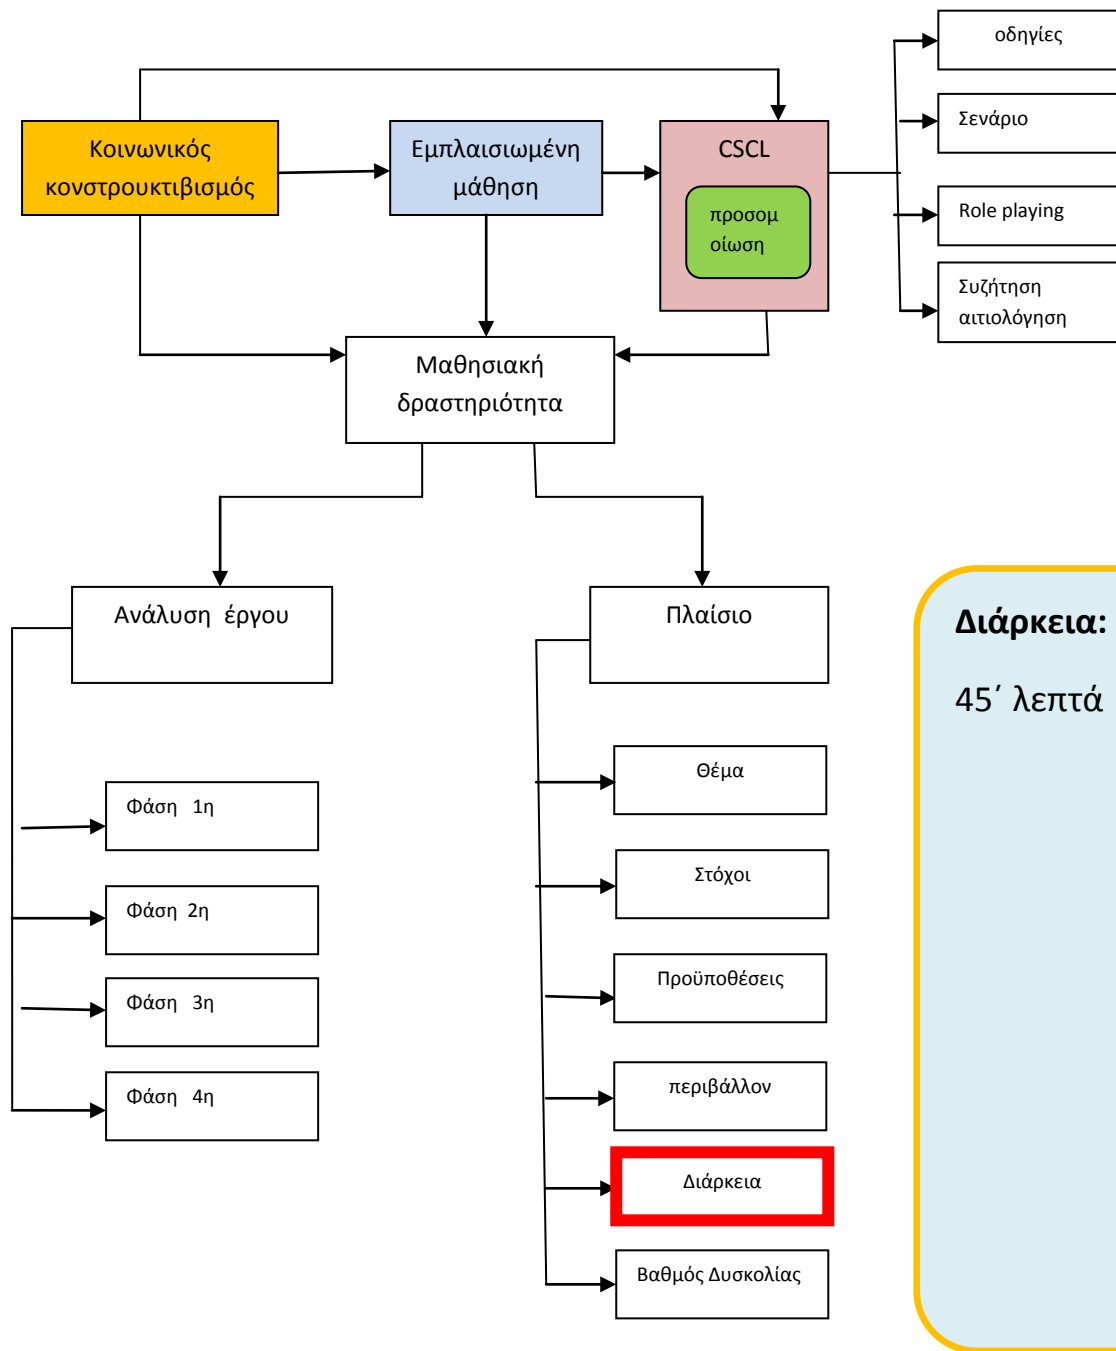 οδηγίες
Κοινωνικός
κονστρουκτιβισμός
Εμπλαισιωμένη
μάθηση
CSCL
προσομ
οίωση
Σενάριο
Role playing
Συζήτηση
αιτιολόγηση
Μαθησιακή
δραστηριότητα
Ανάλυση έργου
Πλαίσιο
Διάρκεια:
45΄ λεπτά
Φάση 1η
Φάση 2η
Φάση 3η
Φάση 4η
Θέμα
Στόχοι
Προϋποθέσεις
περιβάλλον
Διάρκεια
Βαθμός Δυσκολίας